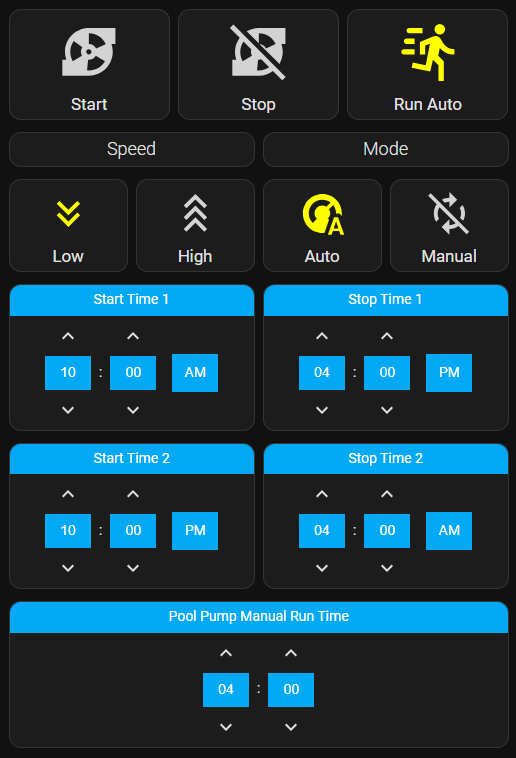 Start Stop Run Auto
Speed Mode
A
Low High Auto Manual
Start Time 1 Stop Time 1
10 : 00 AM 04 : 00 PM
Start Time 2 Stop Time 2
10 : 00 PM 04 : 00 AM
Pool Pump Manual Run Time
04 : 00